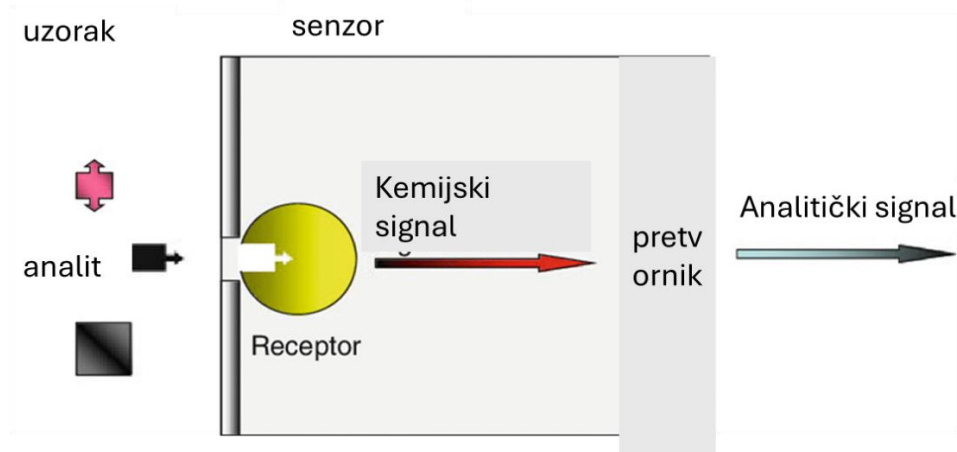 uzorak
senzor
Kemijski
signal
Analitički signal
pretv
ornik
analit
Receptor